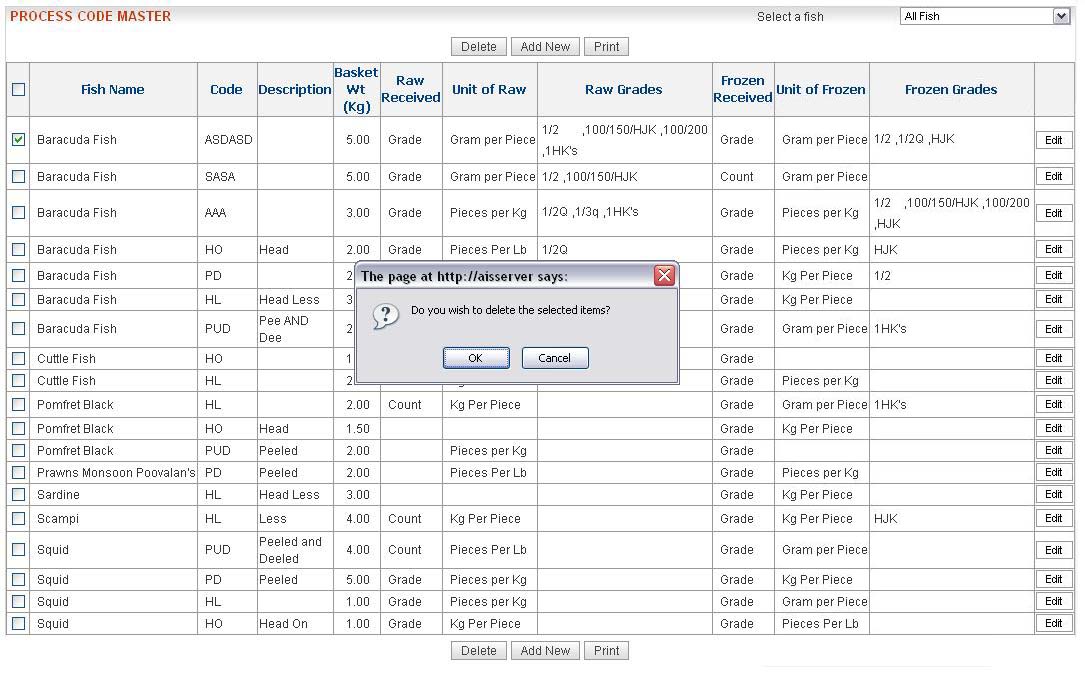 PROCESS CODE MASTER Select a fish All Fish
Delete Add New Print
Fish Name Code Description Basket Wt (Kg) Raw Received Unit of Raw Raw Grades Frozen Received Unit of Frozen Frozen Grades
Baracuda Fish ASDASD 5.00 Grade Gram per Piece 1/2 ,100/150/HJK ,100/200 ,1HK's Grade Gram per Piece 1/2 ,1/2Q ,HJK Edit
Baracuda Fish SASA 5.00 Grade Gram per Piece 1/2 ,100/150/HJK Count Gram per Piece Edit
Baracuda Fish AAA 3.00 Grade Pieces per Kg 1/2Q ,1/3q ,1HK's Grade Pieces per Kg 1/2 ,100/150/HJK ,100/200 ,HJK Edit
Baracuda Fish HO Head 2.00 Grade Pieces Per Lb 1/2Q Grade Pieces per Kg HJK Edit
Baracuda Fish PD 2 Grade Kg Per Piece 1/2 Edit
Baracuda Fish HL Head Less 3 Grade Kg Per Piece Edit
Baracuda Fish PUD Pee AND Dee 2 Grade Gram per Piece 1HK's Edit
Cuttle Fish HO 1 Grade Edit
Cuttle Fish HL 2 Grade Pieces per Kg Edit
Pomfret Black HL 2.00 Count Kg Per Piece Grade Gram per Piece 1HK's Edit
Pomfret Black HO Head 1.50 Grade Kg Per Piece Edit
Pomfret Black PUD Peeled 2.00 Pieces per Kg Grade Edit
Prawns Monsoon Poovalan's PD Peeled 2.00 Pieces Per Lb Grade Pieces per Kg Edit
Sardine HL Head Less 3.00 Grade Kg Per Piece Edit
Scampi HL Less 4.00 Count Kg Per Piece Grade Kg Per Piece HJK Edit
Squid PUD Peeled and Deeled 4.00 Count Pieces Per Lb Grade Gram per Piece Edit
Squid PD Peeled 5.00 Grade Pieces per Kg Grade Kg Per Piece Edit
Squid HL 1.00 Grade Pieces per Kg Grade Gram per Piece Edit
Squid HO Head On 1.00 Grade Kg Per Piece Grade Pieces Per Lb Edit
Delete Add New Print
The page at http://aisserver says:
Do you wish to delete the selected items?
OK Cancel